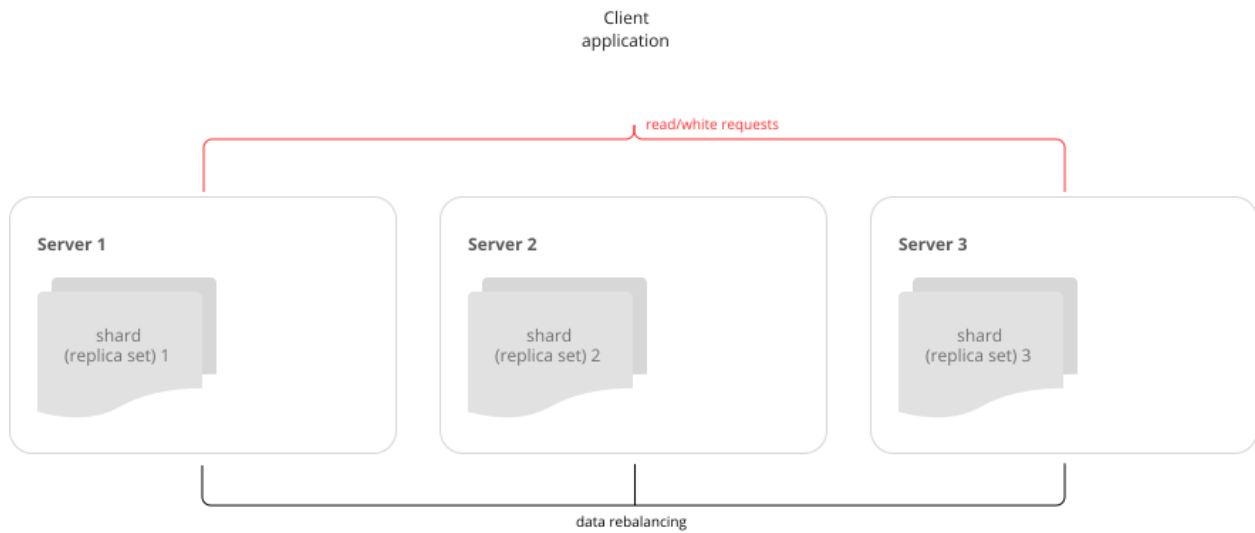 Client
application
read/white requests
Server 1
shard
(replica set) 1
Server 2
shard
(replica set) 2
Server 3
shard
(replica set) 3
data rebalancing